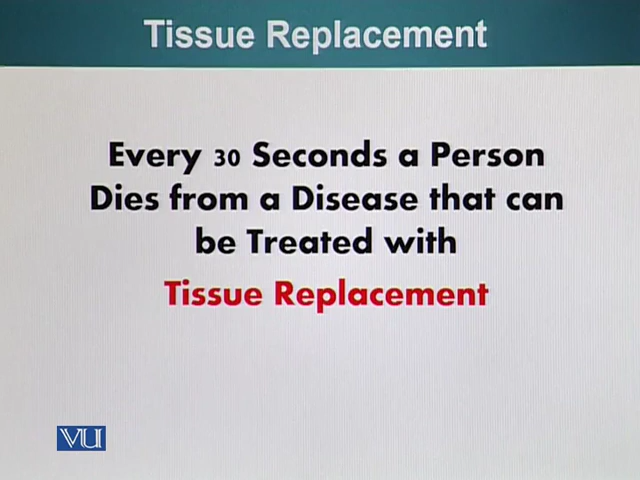 Tissue Replacement
Every 30 Seconds a Person
Dies from a Disease that can
be Treated with
Tissue Replacement
VU